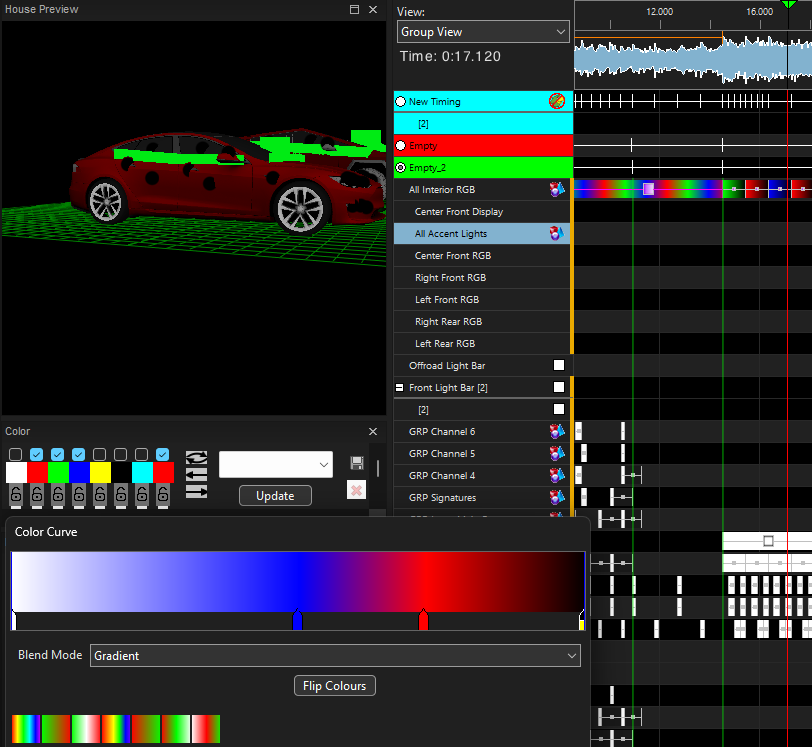 House Preview
View:
Group View
Time: 0:17.120
12.000
16.000
New Timing
[2]
Empty
Empty_2
All Interior RGB
Center Front Display
All Accent Lights
Center Front RGB
Right Front RGB
Left Front RGB
Right Rear RGB
Left Rear RGB
Offroad Light Bar
Front Light Bar [2]
[2]
GRP Channel 6
GRP Channel 5
GRP Channel 4
GRP Signatures
Color
Update
Color Curve
Blend Mode
Gradient
Flip Colours